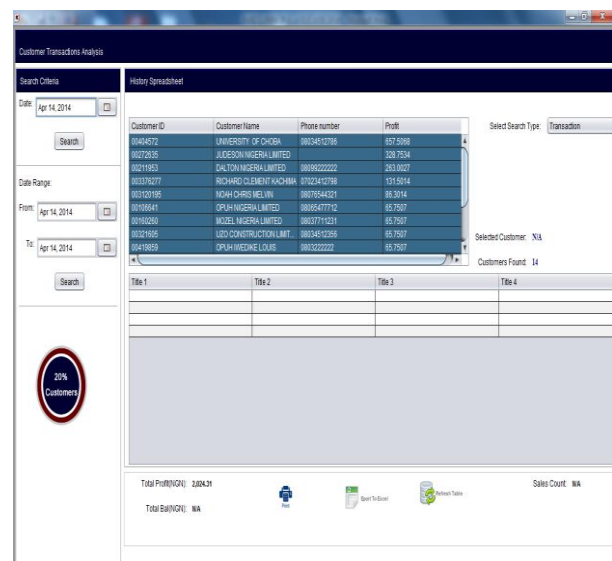 Customer Transactions Analysis
Search Criteria
History Spreadsheet
Date: Apr 14, 2014
Search
Date Range:
From: Apr 14, 2014
To: Apr 14, 2014
Search
20%
Customers
Customer ID Customer Name Phone number Profit
00404572 UNIVERSITY OF CHOBA 08034512786 657.5068
00272635 JUDESON NIGERIA LIMITED 328.7534
00211953 DALTON NIGERIA LIMITED 08099222222 263.0027
003376277 RICHARD CLEMENT KACHIMA 07023412798 131.5014
003120195 NOAH CHRIS MELVIN 08076544321 86.3014
00106641 OPUH NIGERIA LIMITED 08065477712 65.7507
00160260 MOZEL NIGERIA LIMITED 08037711231 65.7507
00321605 UZO CONSTRUCTION LIMIT... 08034512356 65.7507
00419859 OPUH IWEDIKE LOUIS 0803222222 65.7507
Select Search Type: Transaction
Selected Customer: N/A
Customers Found: 14
Title 1 Title 2 Title 3 Title 4
Total Profit(NGN): 2,024.31
Total Bal(NGN): N/A
Print
Export To Excel
Refresh Table
Sales Count: N/A